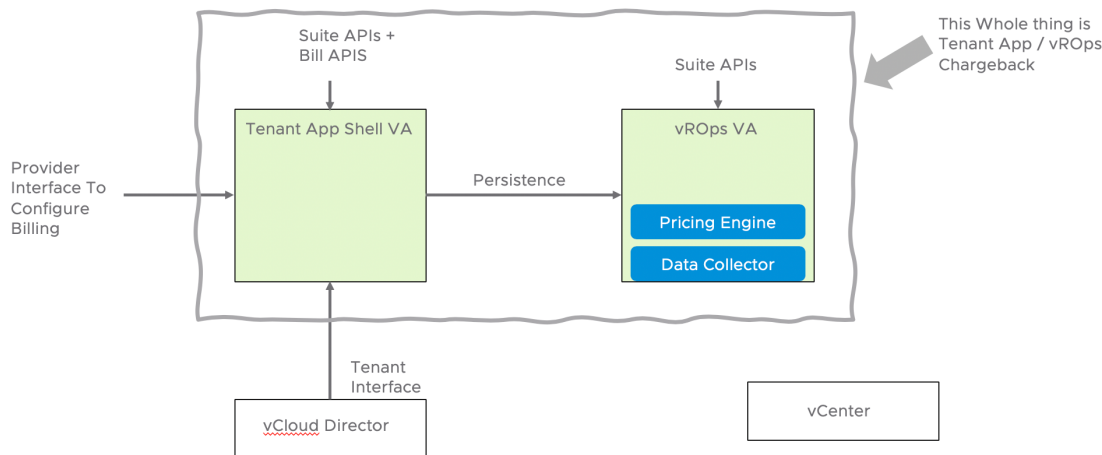 This Whole thing is
Tenant App / vROps
Chargeback
Suite APIs +
Bill APIS
Suite APIs
Tenant App Shell VA
vROps VA
Provider
Interface To
Configure
Billing
Persistence
Pricing Engine
Data Collector
Tenant
Interface
vCloud Director
vCenter